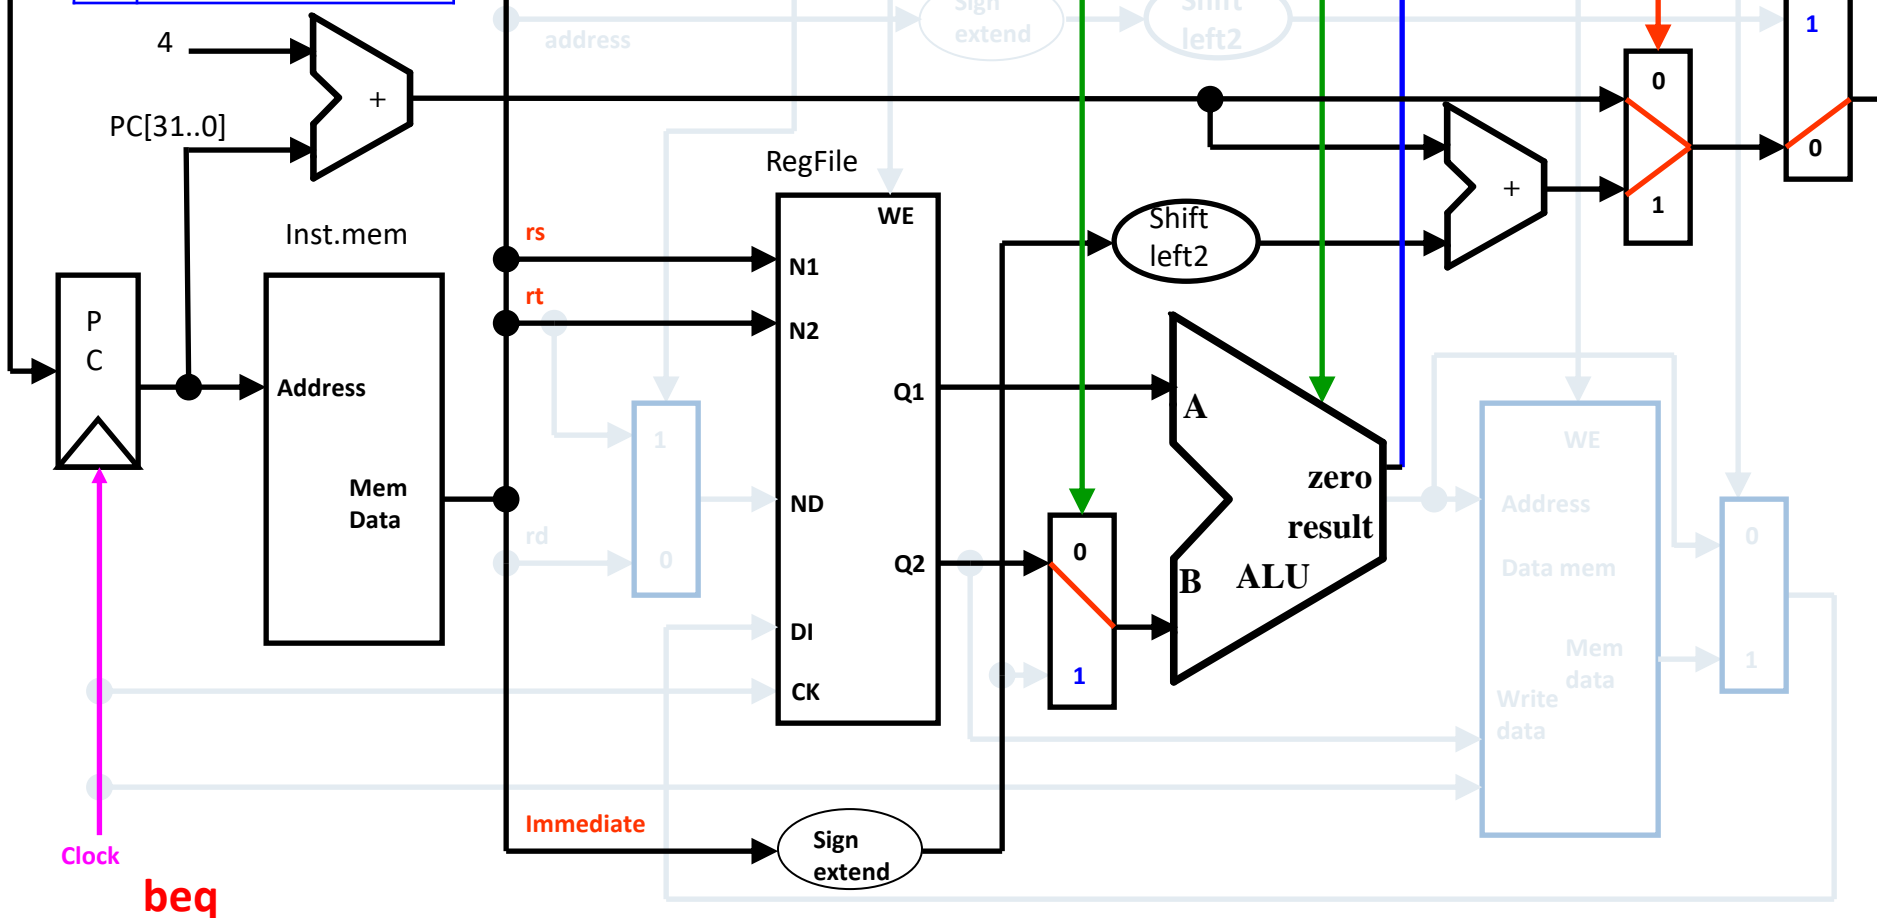 Sign
extend
Shift
left2
address
1
4
0
+
PC[31..0]
0
RegFile
+
1
WE
Shift
left2
Inst.mem
rs
N1
rt
N2
P
C
Address
Q1
A
1
WE
zero
Mem
Data
ND
Address
result
rd
0
Q2
0
0
B
ALU
Data mem
DI
Mem
data
1
1
CK
Write
data
Immediate
Sign
extend
Clock
beq